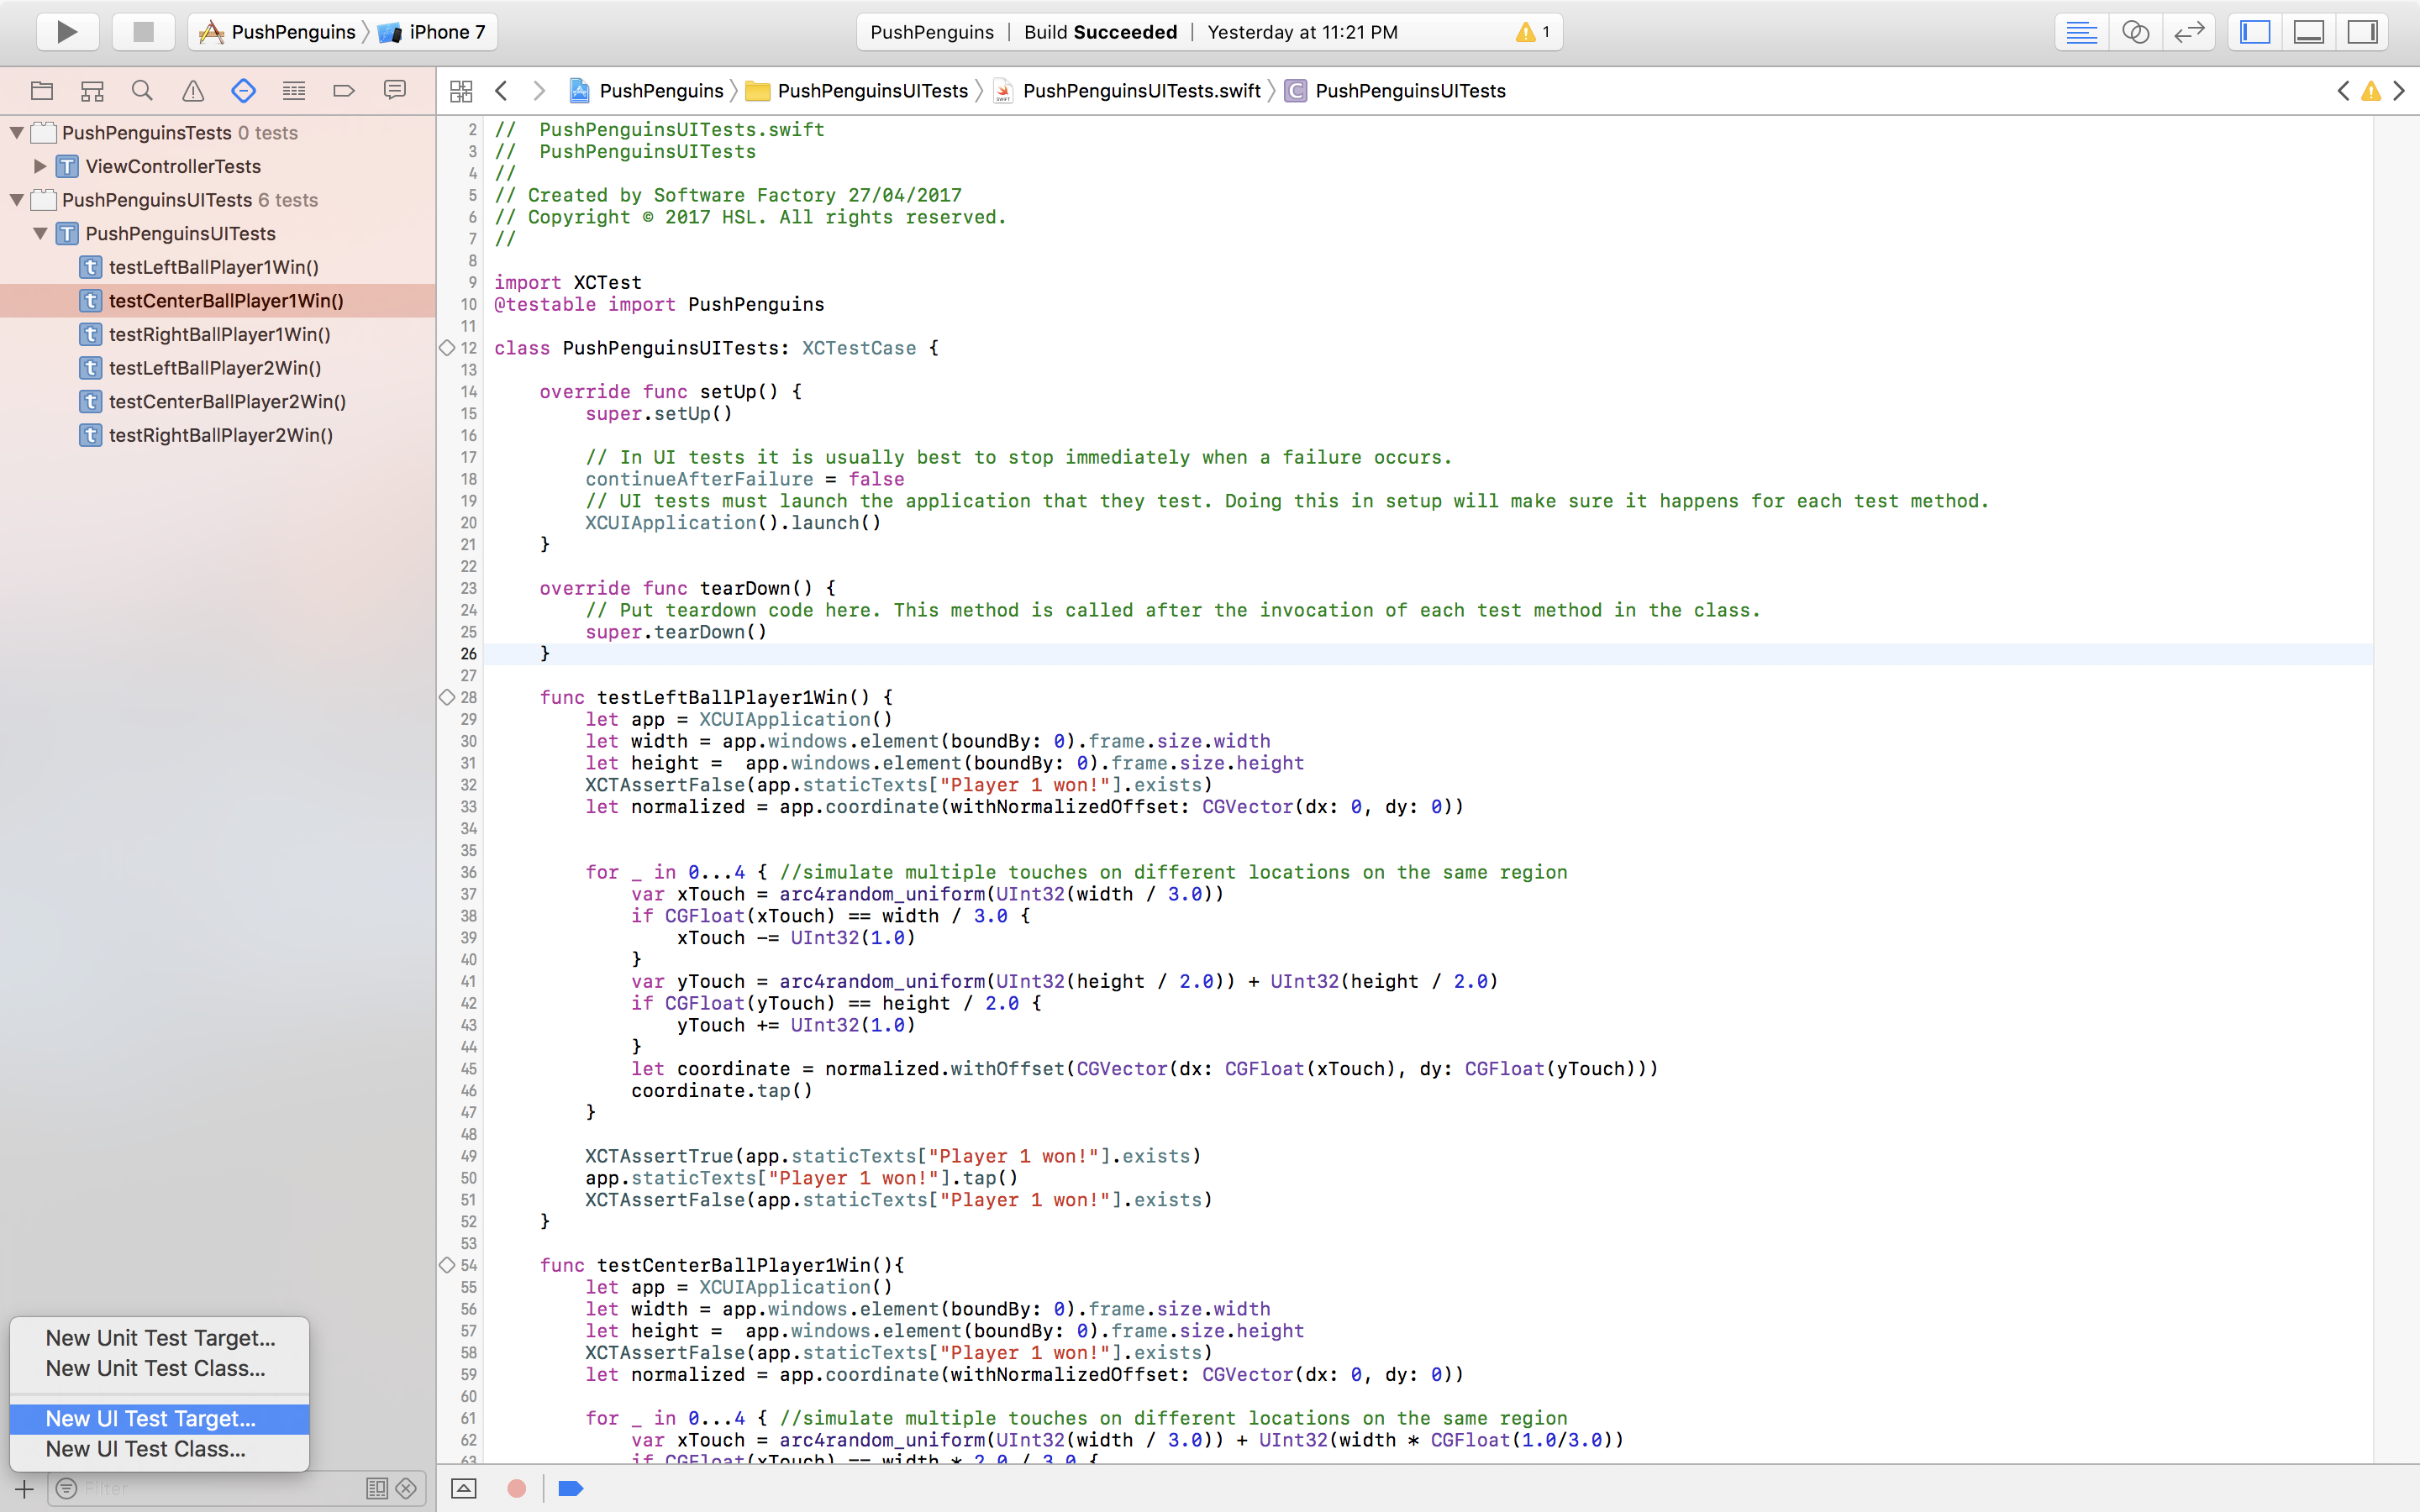 PushPenguins iPhone 7
PushPenguins | Build Succeeded | Yesterday at 11:21 PM 1
PushPenguins PushPenguinsUITests PushPenguinsUITests.swift C PushPenguinsUITests
PushPenguinsTests 0 tests
T ViewControllerTests
PushPenguinsUITests 6 tests
T PushPenguinsUITests
t testLeftBallPlayer1Win()
t testCenterBallPlayer1Win()
t testRightBallPlayer1Win()
t testLeftBallPlayer2Win()
t testCenterBallPlayer2Win()
t testRightBallPlayer2Win()
New Unit Test Target...
New Unit Test Class...
New UI Test Target...
New UI Test Class...
Filter
2 //  PushPenguinsUITests.swift
3 //  PushPenguinsUITests
4 //
5 // Created by Software Factory 27/04/2017
6 // Copyright © 2017 HSL. All rights reserved.
7 //
8
9 import XCTest
10 @testable import PushPenguins
11
12 class PushPenguinsUITests: XCTestCase {
13
14     override func setUp() {
15         super.setUp()
16
17         // In UI tests it is usually best to stop immediately when a failure occurs.
18         continueAfterFailure = false
19         // UI tests must launch the application that they test. Doing this in setup will make sure it happens for each test method.
20         XCUIApplication().launch()
21     }
22
23     override func tearDown() {
24         // Put teardown code here. This method is called after the invocation of each test method in the class.
25         super.tearDown()
26     }
27
28     func testLeftBallPlayer1Win() {
29         let app = XCUIApplication()
30         let width = app.windows.element(boundBy: 0).frame.size.width
31         let height =  app.windows.element(boundBy: 0).frame.size.height
32         XCTAssertFalse(app.staticTexts["Player 1 won!"].exists)
33         let normalized = app.coordinate(withNormalizedOffset: CGVector(dx: 0, dy: 0))
34
35
36         for _ in 0...4 { //simulate multiple touches on different locations on the same region
37             var xTouch = arc4random_uniform(UInt32(width / 3.0))
38             if CGFloat(xTouch) == width / 3.0 {
39                 xTouch -= UInt32(1.0)
40             }
41             var yTouch = arc4random_uniform(UInt32(height / 2.0)) + UInt32(height / 2.0)
42             if CGFloat(yTouch) == height / 2.0 {
43                 yTouch += UInt32(1.0)
44             }
45             let coordinate = normalized.withOffset(CGVector(dx: CGFloat(xTouch), dy: CGFloat(yTouch)))
46             coordinate.tap()
47         }
48
49         XCTAssertTrue(app.staticTexts["Player 1 won!"].exists)
50         app.staticTexts["Player 1 won!"].tap()
51         XCTAssertFalse(app.staticTexts["Player 1 won!"].exists)
52     }
53
54     func testCenterBallPlayer1Win(){
55         let app = XCUIApplication()
56         let width = app.windows.element(boundBy: 0).frame.size.width
57         let height =  app.windows.element(boundBy: 0).frame.size.height
58         XCTAssertFalse(app.staticTexts["Player 1 won!"].exists)
59         let normalized = app.coordinate(withNormalizedOffset: CGVector(dx: 0, dy: 0))
60
61         for _ in 0...4 { //simulate multiple touches on different locations on the same region
62             var xTouch = arc4random_uniform(UInt32(width / 3.0)) + UInt32(width * CGFloat(1.0/3.0))
63             if CGFloat(xTouch) == width * 2.0 / 3.0 {